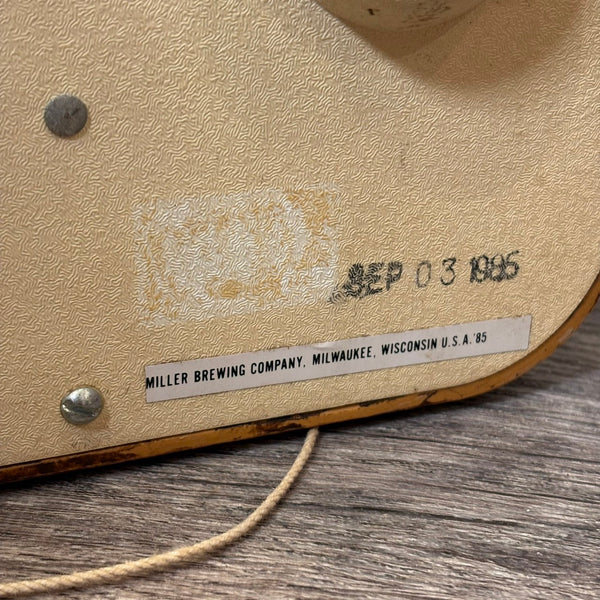 SEP 03 1985
MILLER BREWING COMPANY, MILWAUKEE, WISCONSIN U.S.A. '85